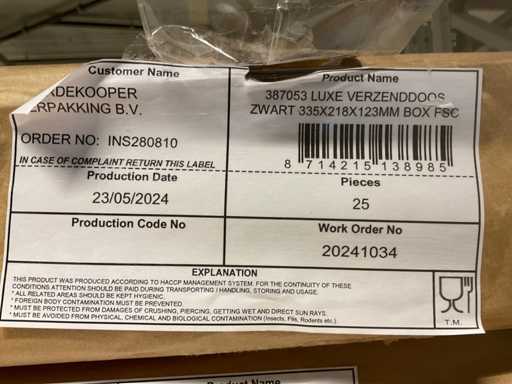 Customer Name
Product Name
DEKOOPER
ERPAKKING B.V.
387053 LUXE VERZENDDOOS
ZWART 335X218X123MM BOX FSC
ORDER NO: INS280810
IN CASE OF COMPLAINT RETURN THIS LABEL
8 714215 138985
Production Date
Pieces
23/05/2024
25
Production Code No
Work Order No
20241034
EXPLANATION
THIS PRODUCT WAS PRODUCED ACCORDING TO HACCP MANAGEMENT SYSTEM. FOR THE CONTINUITY OF THESE
CONDITIONS ATTENTION SHOULD BE PAID DURING TRANSPORTING / HANDLING, STORING AND USAGE.
* ALL RELATED AREAS SHOULD BE KEPT HYGIENIC.
* FOREIGN BODY CONTAMINATION MUST BE PREVENTED.
* MUST BE PROTECTED FROM DAMAGES OF CRUSHING, PIERCING, GETTING WET AND DIRECT SUN RAYS.
* MUST BE AVOIDED FROM PHYSICAL, CHEMICAL AND BIOLOGICAL CONTAMINATION (Insects, Flis, Rodents etc.).
T.M.
Product Name